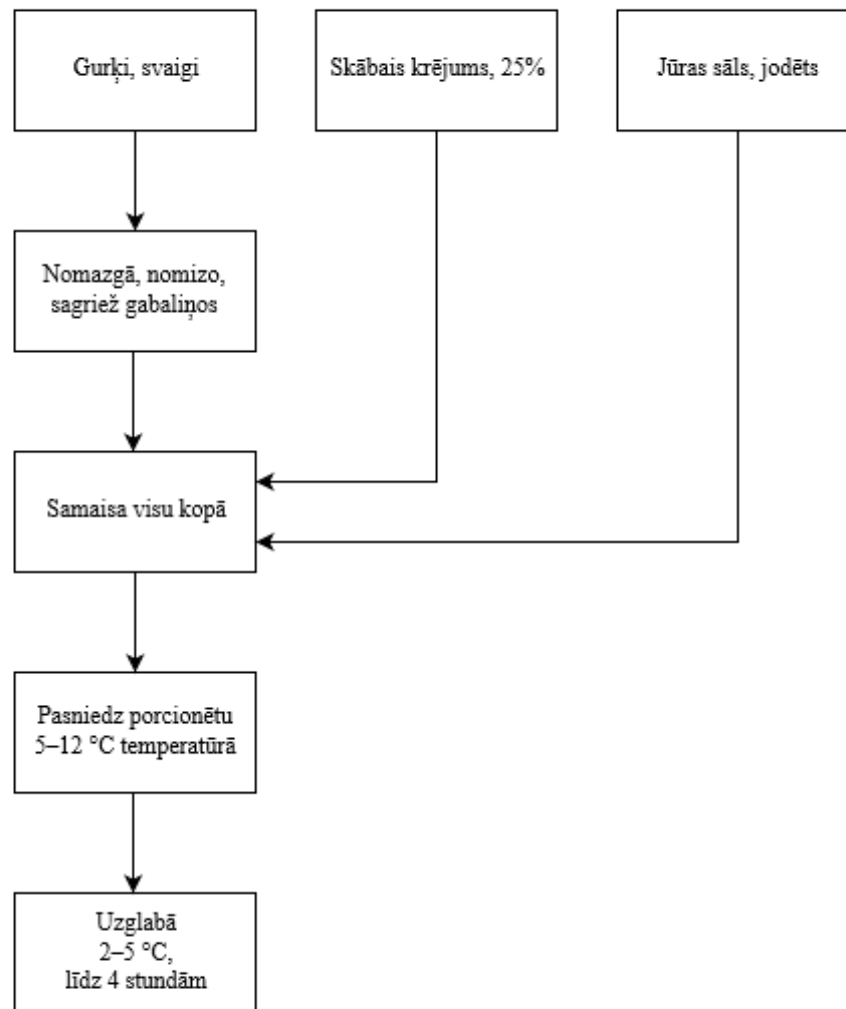 Gurķi, svaigi
Skābais krējums, 25%
Jūras sāls, jodēts
Nomazgā, nomizo,
sagriež gabaliņos
Samaisa visu kopā
Pasniedz porcionētu
5–12 °C temperatūrā
Uzglabā
2–5 °C,
līdz 4 stundām